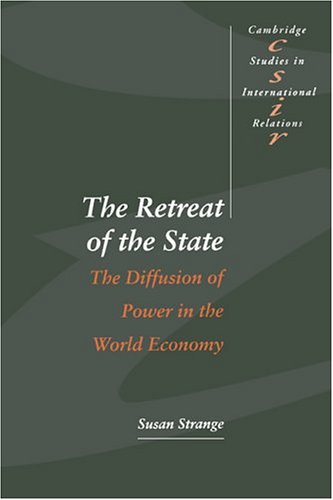 Cambridge
c
Studies in
s
International
i
Relations
r
The Retreat
of the State
The Diffusion of
Power in the
World Economy
Susan Strange